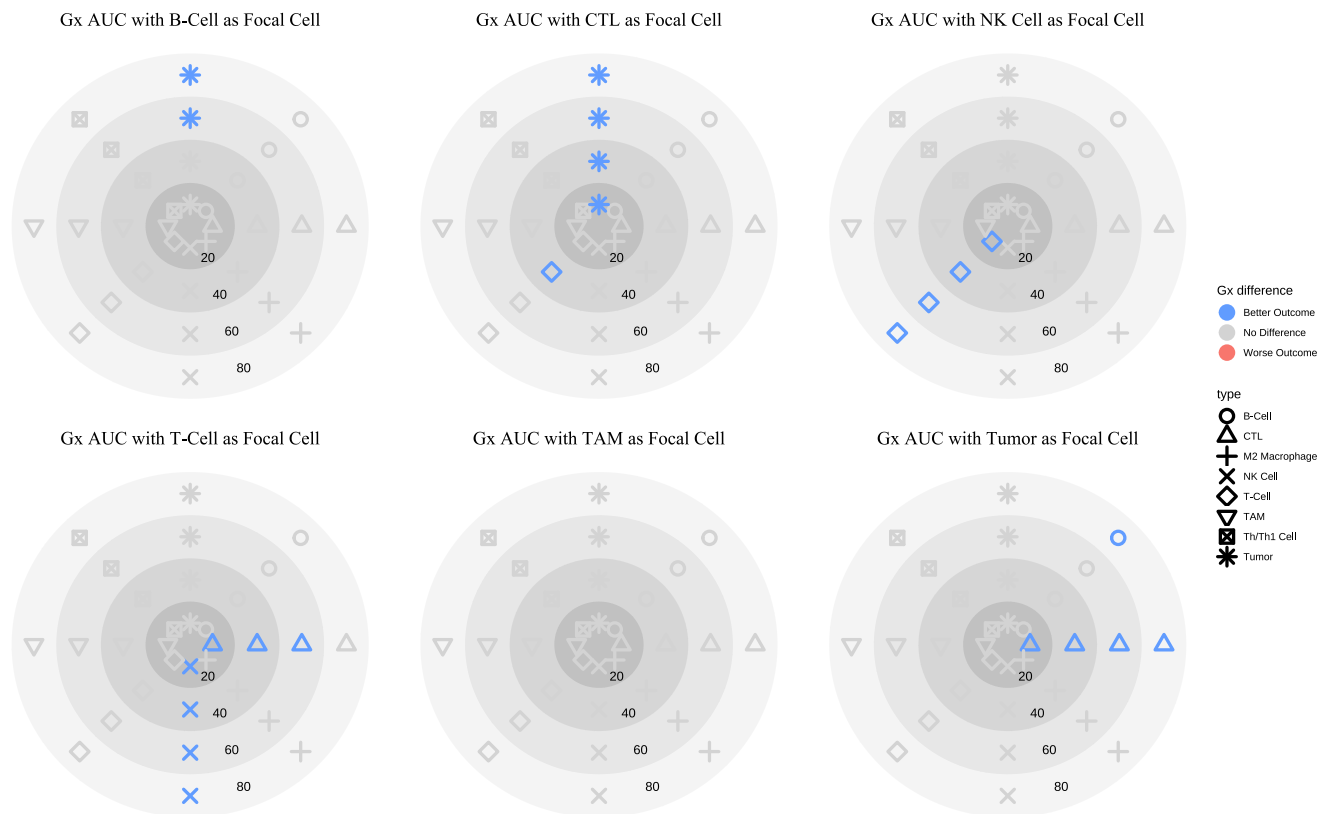 Gx AUC with B-Cell as Focal Cell
Gx AUC with CTL as Focal Cell
Gx AUC with NK Cell as Focal Cell
20
40
60
80
20
40
60
80
20
40
60
80
Gx AUC with T-Cell as Focal Cell
Gx AUC with TAM as Focal Cell
Gx AUC with Tumor as Focal Cell
20
40
60
80
20
40
60
80
20
40
60
80
Gx difference
Better Outcome
No Difference
Worse Outcome
type
B-Cell
CTL
M2 Macrophage
NK Cell
T-Cell
TAM
Th/Th1 Cell
Tumor